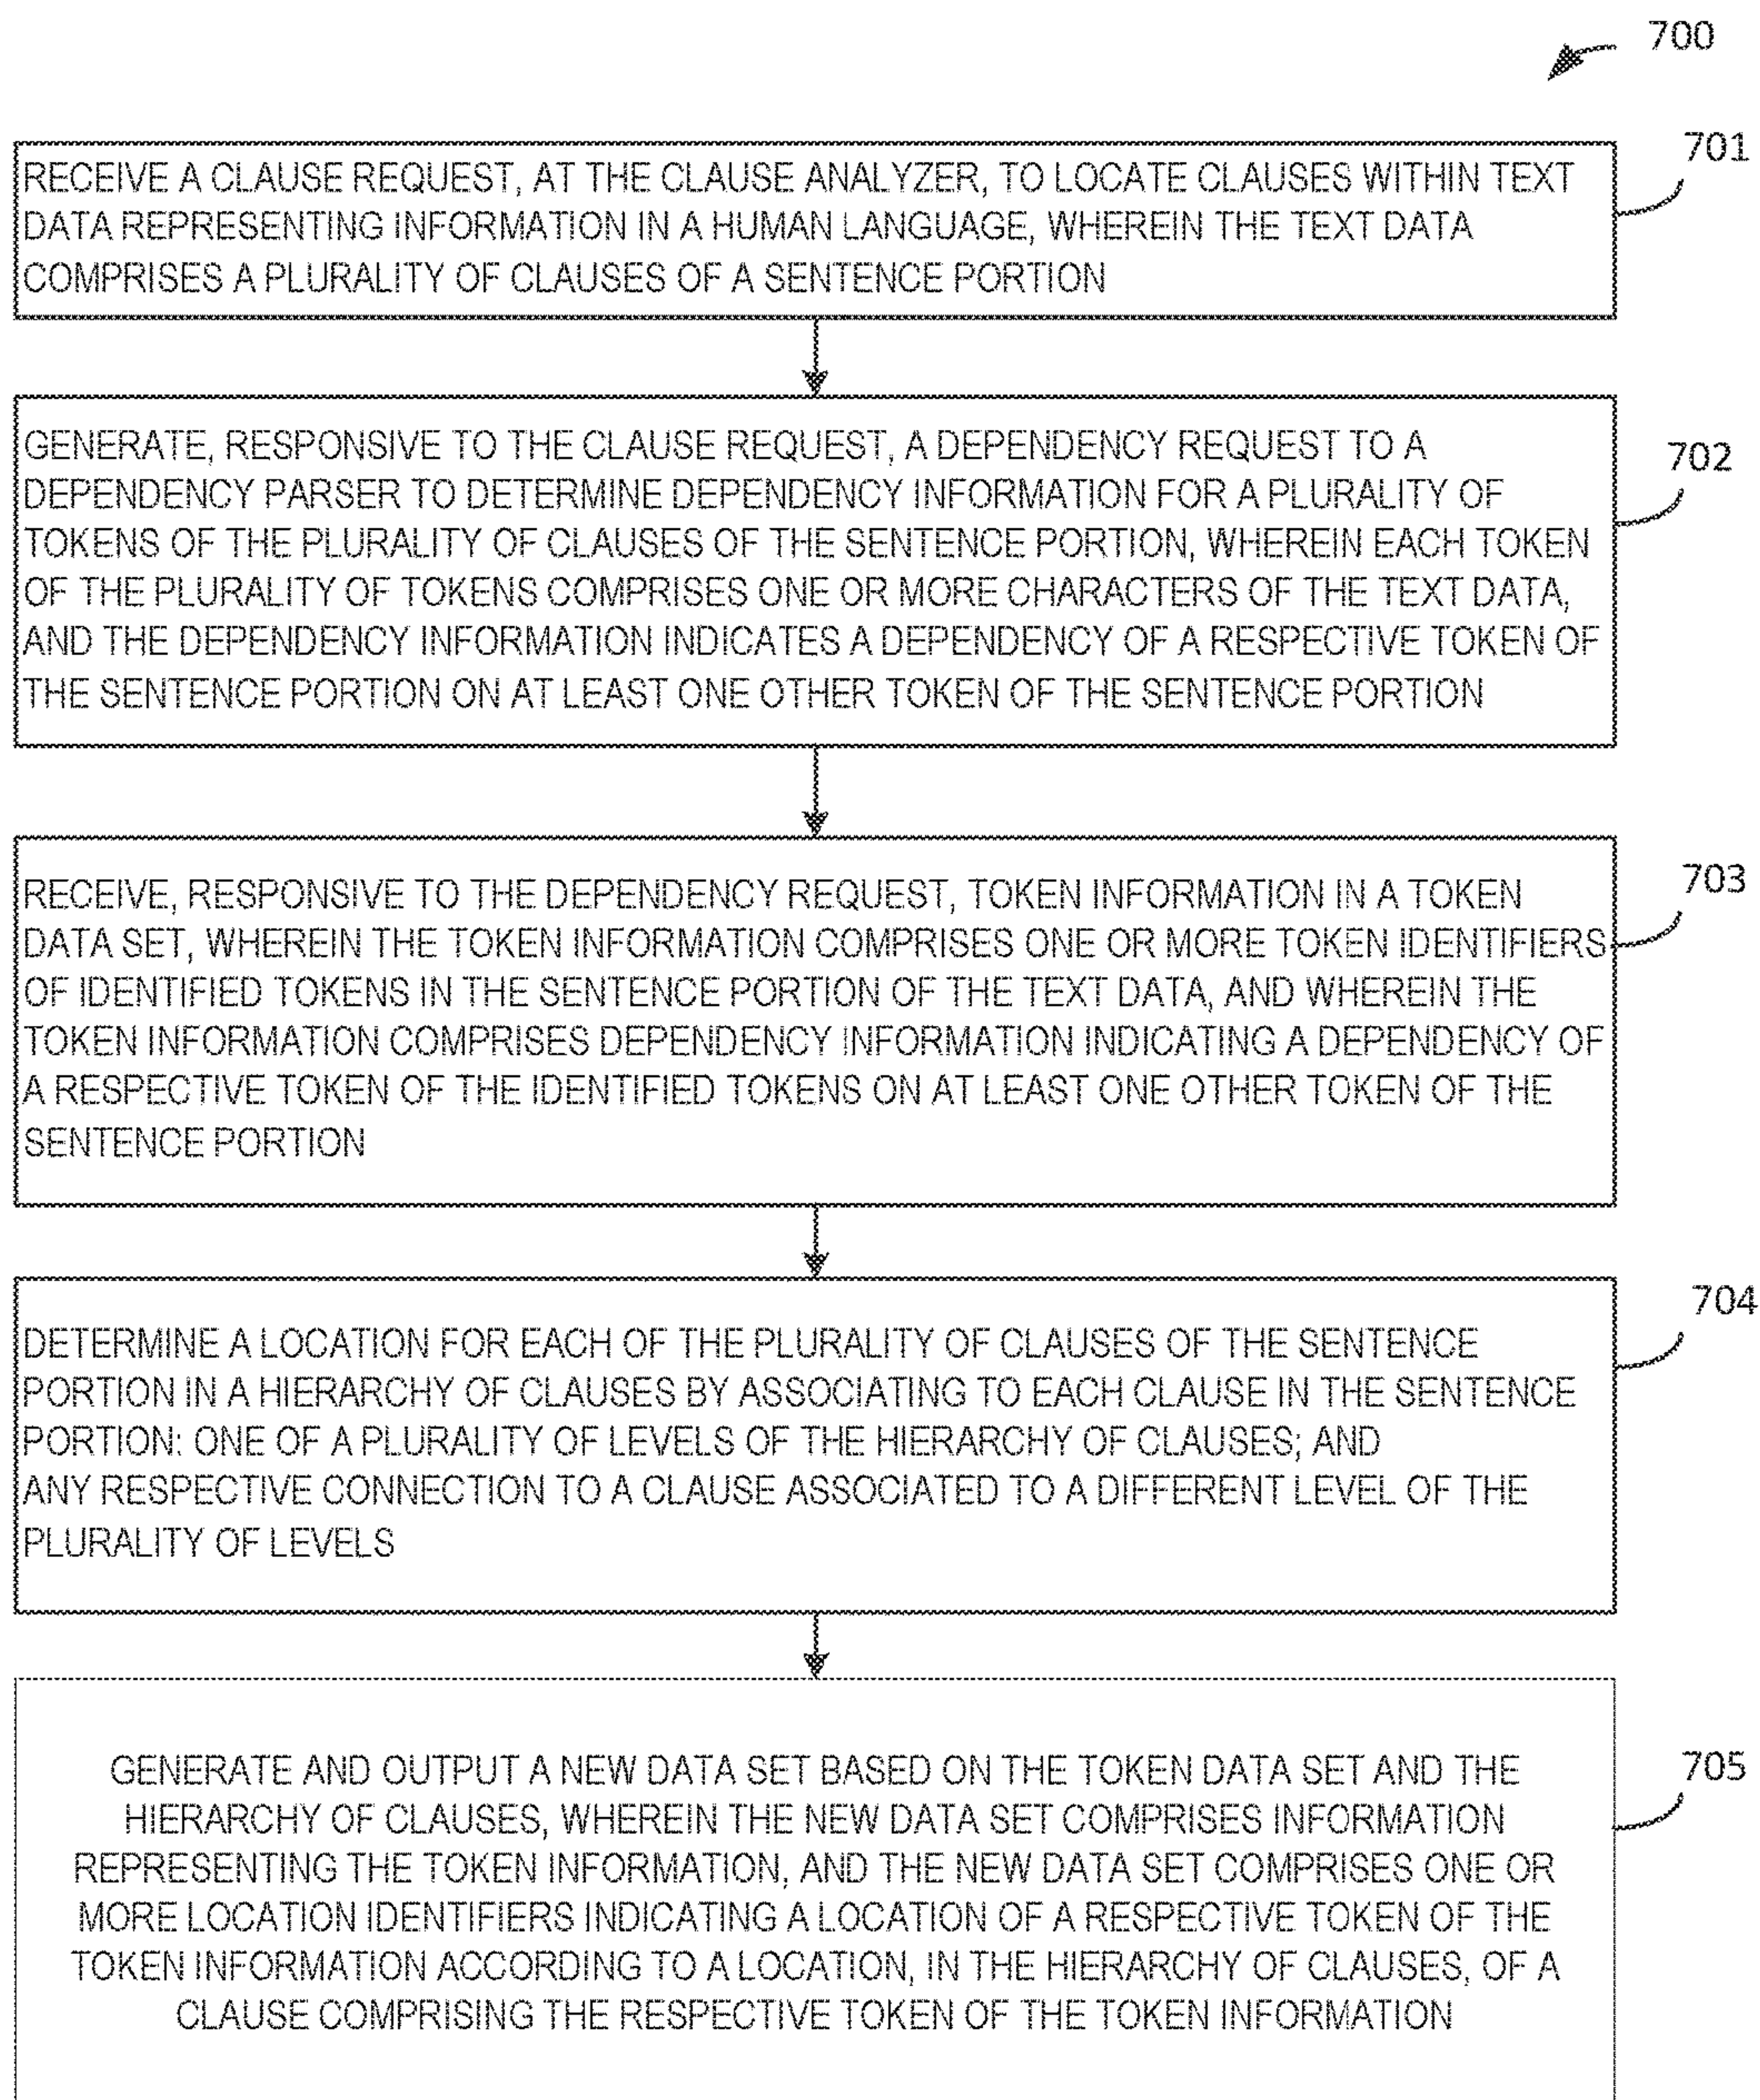 700
701
RECEIVE A CLAUSE REQUEST, AT THE CLAUSE ANALYZER, TO LOCATE CLAUSES WITHIN TEXT
DATA REPRESENTING INFORMATION IN A HUMAN LANGUAGE, WHEREIN THE TEXT DATA
COMPRISES A PLURALITY OF CLAUSES OF A SENTENCE PORTION
702
GENERATE, RESPONSIVE TO THE CLAUSE REQUEST, A DEPENDENCY REQUEST TO A
DEPENDENCY PARSER TO DETERMINE DEPENDENCY INFORMATION FOR A PLURALITY OF
TOKENS OF THE PLURALITY OF CLAUSES OF THE SENTENCE PORTION, WHEREIN EACH TOKEN
OF THE PLURALITY OF TOKENS COMPRISES ONE OR MORE CHARACTERS OF THE TEXT DATA,
AND THE DEPENDENCY INFORMATION INDICATES A DEPENDENCY OF A RESPECTIVE TOKEN OF
THE SENTENCE PORTION ON AT LEAST ONE OTHER TOKEN OF THE SENTENCE PORTION
703
RECEIVE, RESPONSIVE TO THE DEPENDENCY REQUEST, TOKEN INFORMATION IN A TOKEN
DATA SET, WHEREIN THE TOKEN INFORMATION COMPRISES ONE OR MORE TOKEN IDENTIFIERS
OF IDENTIFIED TOKENS IN THE SENTENCE PORTION OF THE TEXT DATA, AND WHEREIN THE
TOKEN INFORMATION COMPRISES DEPENDENCY INFORMATION INDICATING A DEPENDENCY OF
A RESPECTIVE TOKEN OF THE IDENTIFIED TOKENS ON AT LEAST ONE OTHER TOKEN OF THE
SENTENCE PORTION
704
DETERMINE A LOCATION FOR EACH OF THE PLURALITY OF CLAUSES OF THE SENTENCE
PORTION IN A HIERARCHY OF CLAUSES BY ASSOCIATING TO EACH CLAUSE IN THE SENTENCE
PORTION: ONE OF A PLURALITY OF LEVELS OF THE HIERARCHY OF CLAUSES; AND
ANY RESPECTIVE CONNECTION TO A CLAUSE ASSOCIATED TO A DIFFERENT LEVEL OF THE
PLURALITY OF LEVELS
705
GENERATE AND OUTPUT A NEW DATA SET BASED ON THE TOKEN DATA SET AND THE
HIERARCHY OF CLAUSES, WHEREIN THE NEW DATA SET COMPRISES INFORMATION
REPRESENTING THE TOKEN INFORMATION, AND THE NEW DATA SET COMPRISES ONE OR
MORE LOCATION IDENTIFIERS INDICATING A LOCATION OF A RESPECTIVE TOKEN OF THE
TOKEN INFORMATION ACCORDING TO A LOCATION, IN THE HIERARCHY OF CLAUSES, OF A
CLAUSE COMPRISING THE RESPECTIVE TOKEN OF THE TOKEN INFORMATION